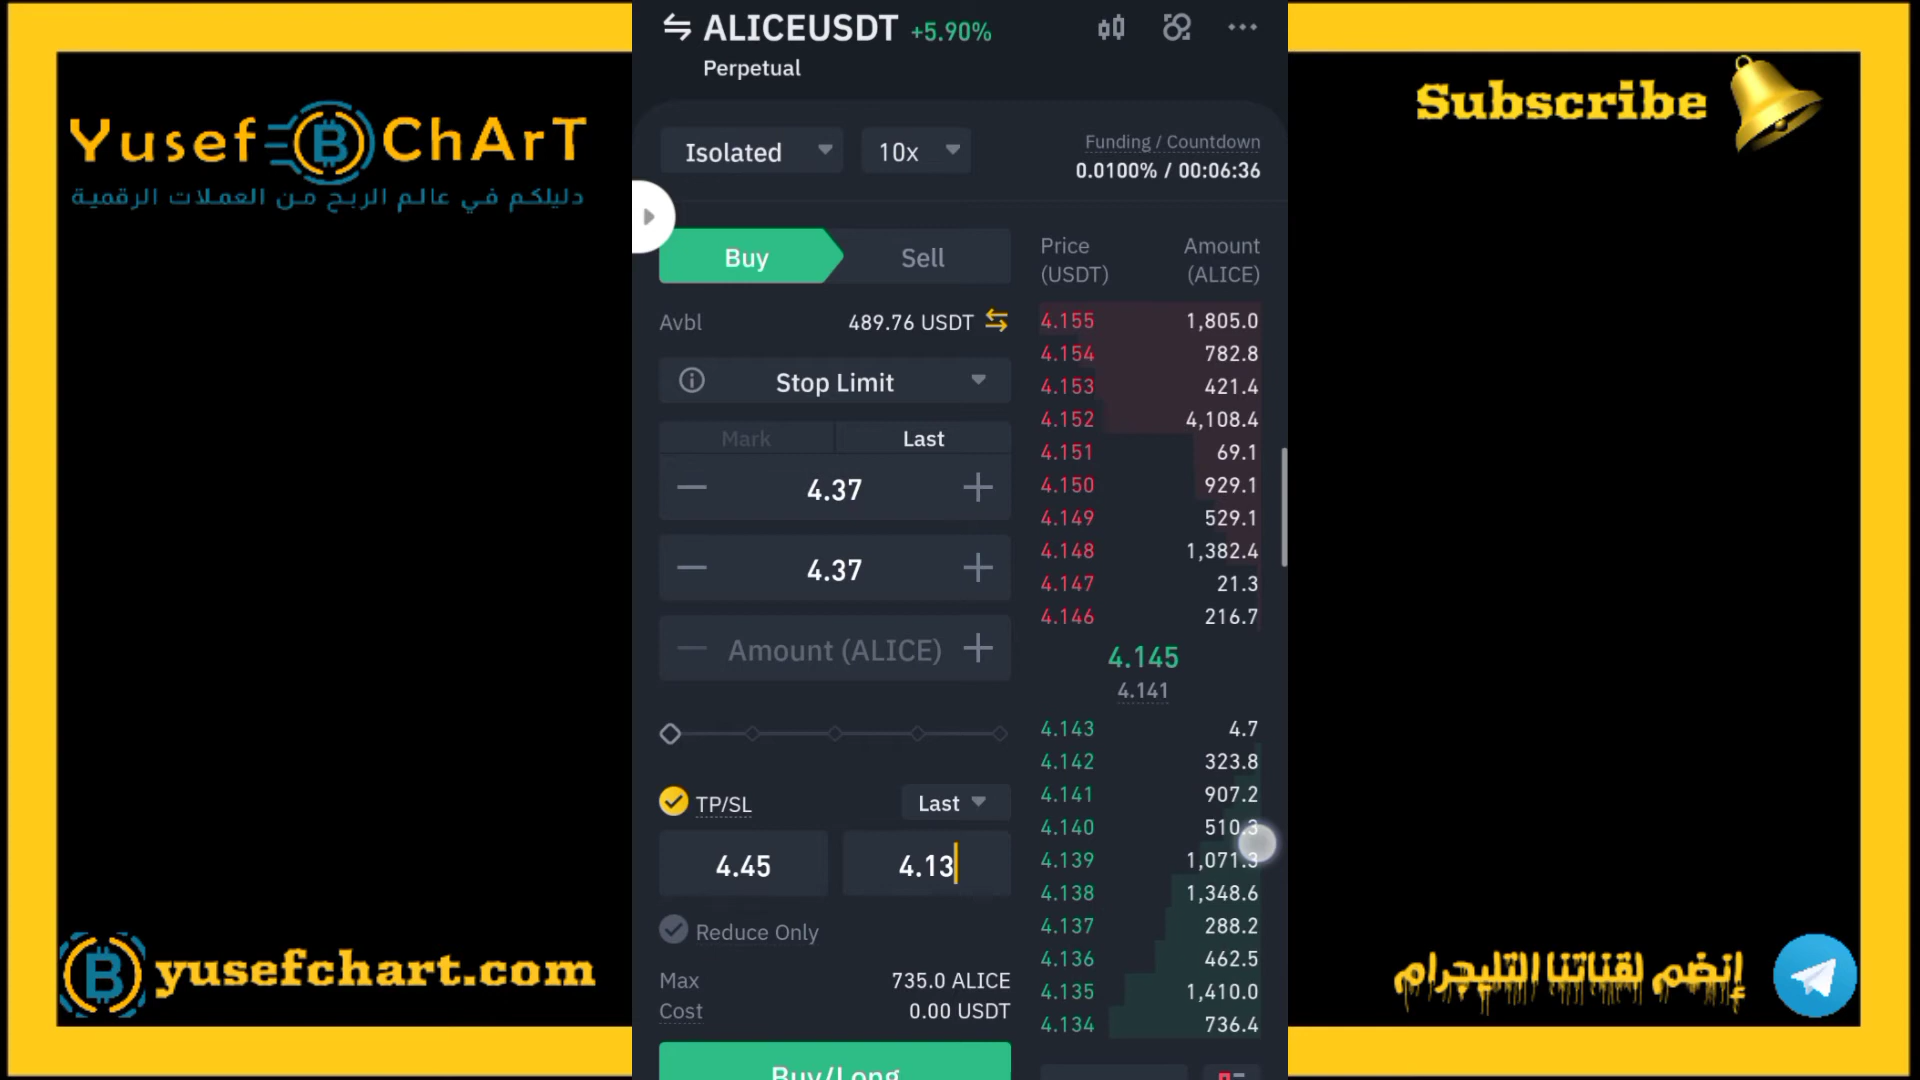 Yusef ChArT
دليلكم في عالم الربح من العملات الرقمية
Subscribe
ALICEUSDT +5.90%
Perpetual
Isolated 10x
Funding / Countdown
0.0100% / 00:06:36
Buy Sell
Avbl 489.76 USDT
Stop Limit
Mark Last
4.37
4.37
Amount (ALICE)
TP/SL Last
4.45 4.13
Reduce Only
Max 735.0 ALICE
Cost 0.00 USDT
Buy/Long
Price Amount
(USDT) (ALICE)
4.155 1,805.0
4.154 782.8
4.153 421.4
4.152 4,108.4
4.151 69.1
4.150 929.1
4.149 529.1
4.148 1,382.4
4.147 21.3
4.146 216.7
4.145
4.141
4.143 4.7
4.142 323.8
4.141 907.2
4.140 510.3
4.139 1,071.3
4.138 1,348.6
4.137 288.2
4.136 462.5
4.135 1,410.0
4.134 736.4
yusefchart.com
إنضم لقناتنا التليجرام